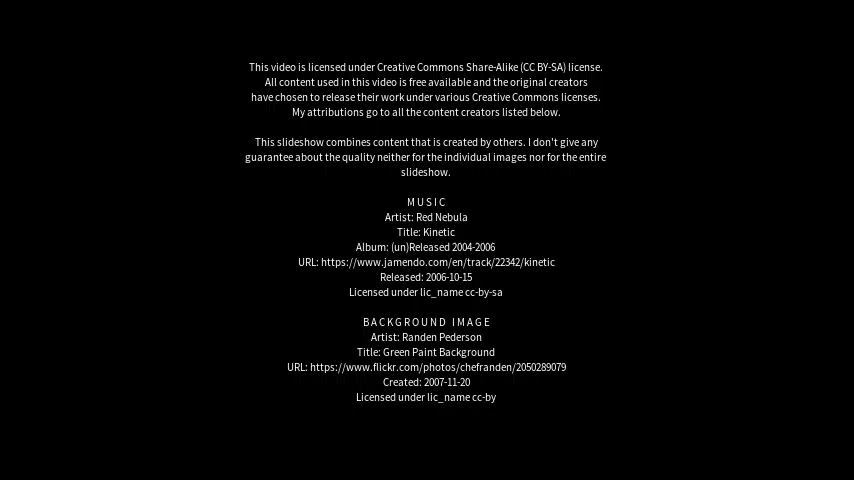 This video is licensed under Creative Commons Share-Alike (CC BY-SA) license.
All content used in this video is free available and the original creators
have chosen to release their work under various Creative Commons licenses.
My attributions go to all the content creators listed below.
This slideshow combines content that is created by others. I don't give any
guarantee about the quality neither for the individual images nor for the entire
slideshow.
MUSIC
Artist: Red Nebula
Title: Kinetic
Album: (un)Released 2004-2006
URL: https://www.jamendo.com/en/track/22342/kinetic
Released: 2006-10-15
Licensed under lic_name cc-by-sa
BACKGROUND IMAGE
Artist: Randen Pederson
Title: Green Paint Background
URL: https://www.flickr.com/photos/chefranden/2050289079
Created: 2007-11-20
Licensed under lic_name cc-by